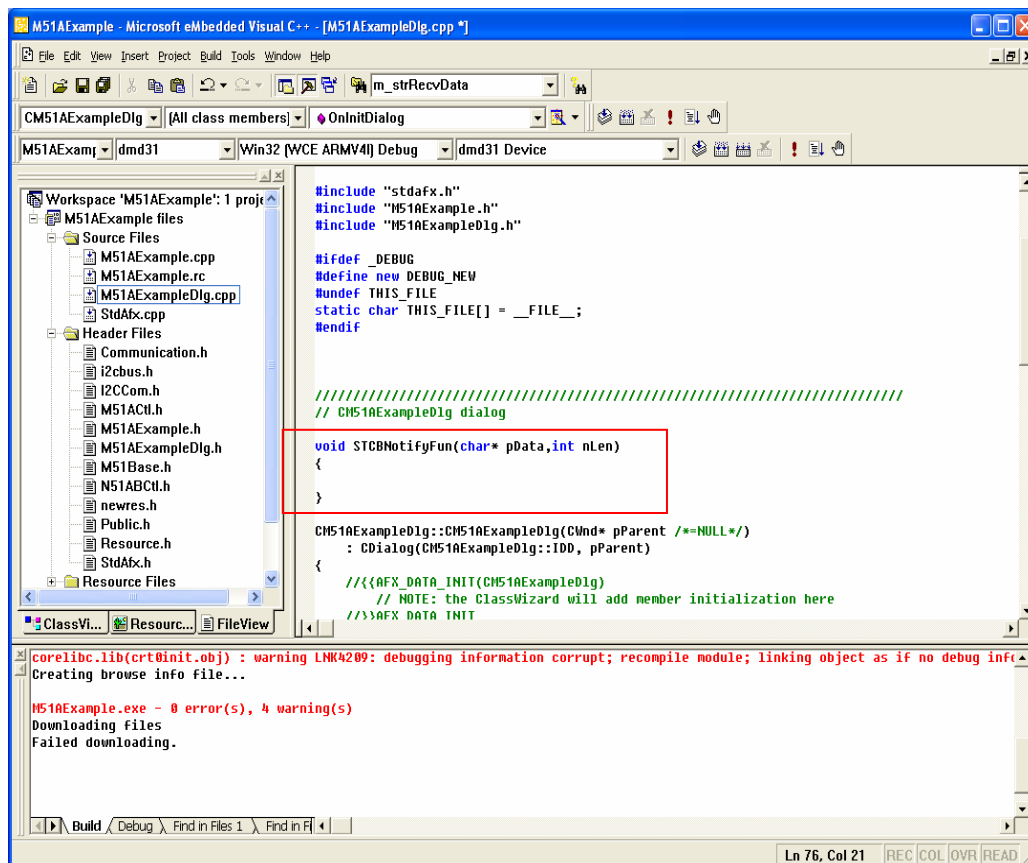 M51AExample - Microsoft eMbedded Visual C++ - [M51AExampleDlg.cpp *]
File Edit View Insert Project Build Tools Window Help
m_strRecvData
CM51AExampleDlg [All class members] OnInitDialog
M51AExamp dmd31 Win32 (WCE ARMV4I) Debug dmd31 Device
Workspace 'M51AExample': 1 proje
M51AExample files
Source Files
M51AExample.cpp
M51AExample.rc
M51AExampleDlg.cpp
StdAfx.cpp
Header Files
Communication.h
i2cbus.h
I2CCom.h
M51ACtl.h
M51AExample.h
M51AExampleDlg.h
M51Base.h
N51ABCtl.h
newres.h
Public.h
Resource.h
StdAfx.h
Resource Files
ClassVi... Resourc... FileView
#include "stdafx.h"
#include "M51AExample.h"
#include "M51AExampleDlg.h"
#ifdef _DEBUG
#define new DEBUG_NEW
#undef THIS_FILE
static char THIS_FILE[] = __FILE__;
#endif
/////////////////////////////////////////////////////////////////////////////
// CM51AExampleDlg dialog
void STCBNotifyFun(char* pData,int nLen)
{
}
CM51AExampleDlg::CM51AExampleDlg(CWnd* pParent /*=NULL*/)
: CDialog(CM51AExampleDlg::IDD, pParent)
{
//{{AFX_DATA_INIT(CM51AExampleDlg)
// NOTE: the ClassWizard will add member initialization here
//}}AFX_DATA_INIT
corelibc.lib(crt0init.obj) : warning LNK4209: debugging information corrupt; recompile module; linking object as if no debug info
Creating browse info file...
M51AExample.exe - 0 error(s), 4 warning(s)
Downloading files
Failed downloading.
Build Debug Find in Files 1 Find in Fi
Ln 76, Col 21 REC COL OVR READ